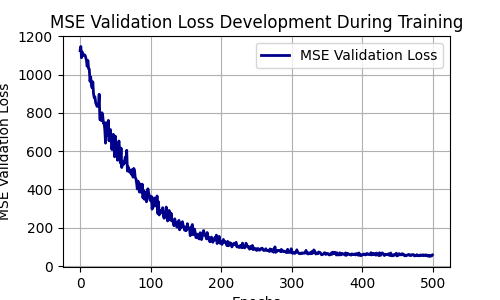 MSE Validation Loss Development During Training
MSE Validation Loss
1200
1000
800
600
400
200
0
MSE Validation Loss
0 100 200 300 400 500
Epochs